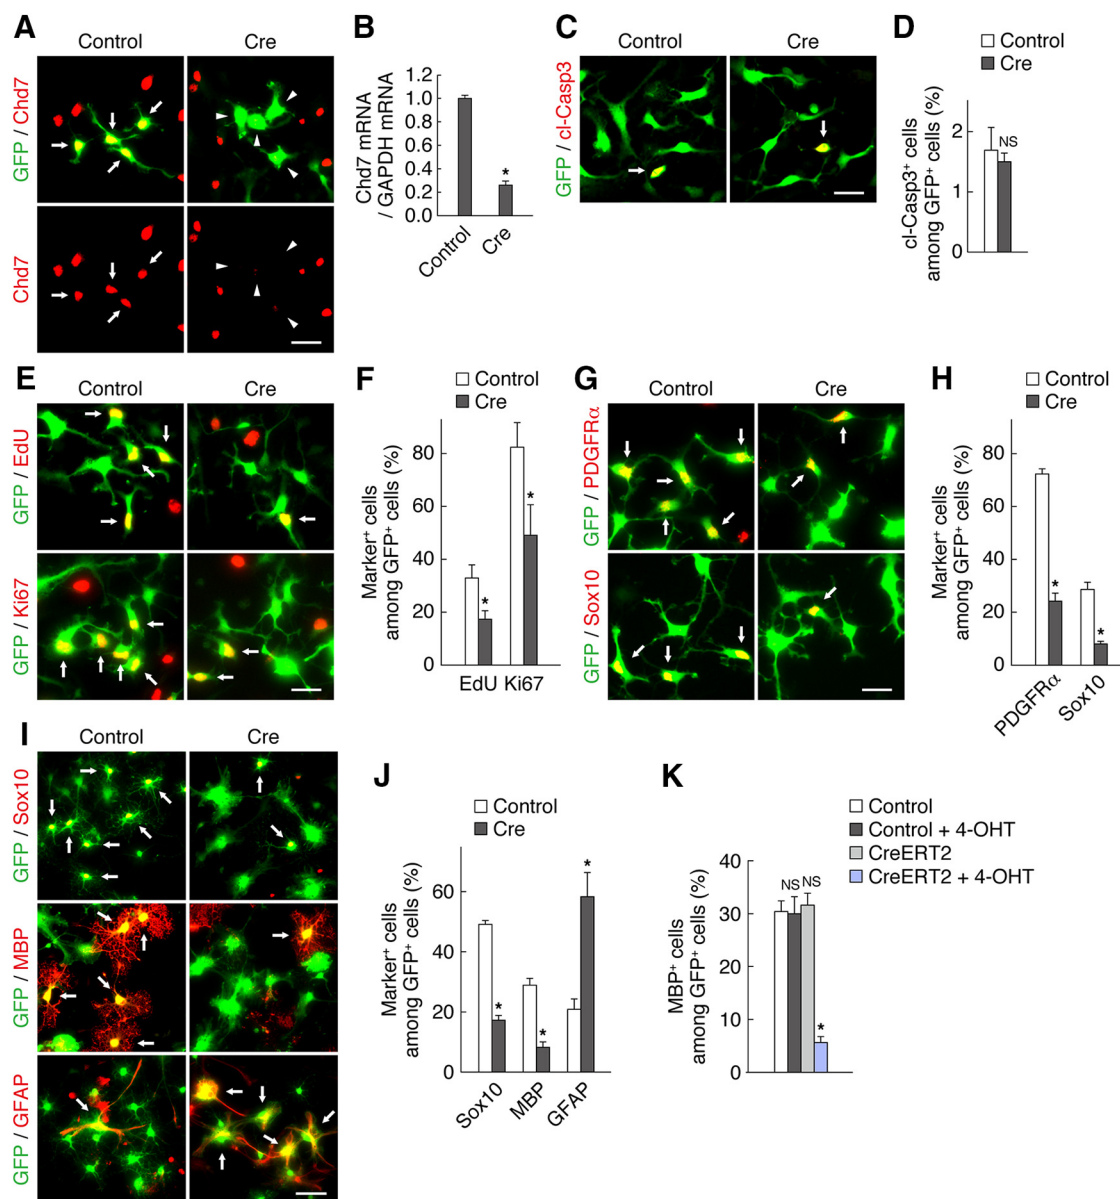 A
Control
Cre
GFP / Chd7
Chd7
B
Chd7 mRNA
/ GAPDH mRNA
1.2
1.0
0.8
0.6
0.4
0.2
0.0
*
Control
Cre
C
Control
Cre
GFP / cl-Casp3
D
Control
Cre
cl-Casp3⁺ cells
among GFP⁺ cells (%)
2
1
0
NS
E
Control
Cre
GFP / EdU
GFP / Ki67
F
Control
Cre
Marker⁺ cells
among GFP⁺ cells (%)
80
60
40
20
0
*
*
EdU Ki67
G
Control
Cre
GFP / PDGFRα
GFP / Sox10
H
Control
Cre
Marker⁺ cells
among GFP⁺ cells (%)
80
60
40
20
0
*
*
PDGFRα
Sox10
I
Control
Cre
GFP / Sox10
GFP / MBP
GFP / GFAP
J
Control
Cre
Marker⁺ cells
among GFP⁺ cells (%)
60
40
20
0
*
*
*
Sox10
MBP
GFAP
K
Control
Control + 4-OHT
CreERT2
CreERT2 + 4-OHT
MBP⁺ cells
among GFP⁺ cells (%)
40
30
20
10
0
NS
NS
*